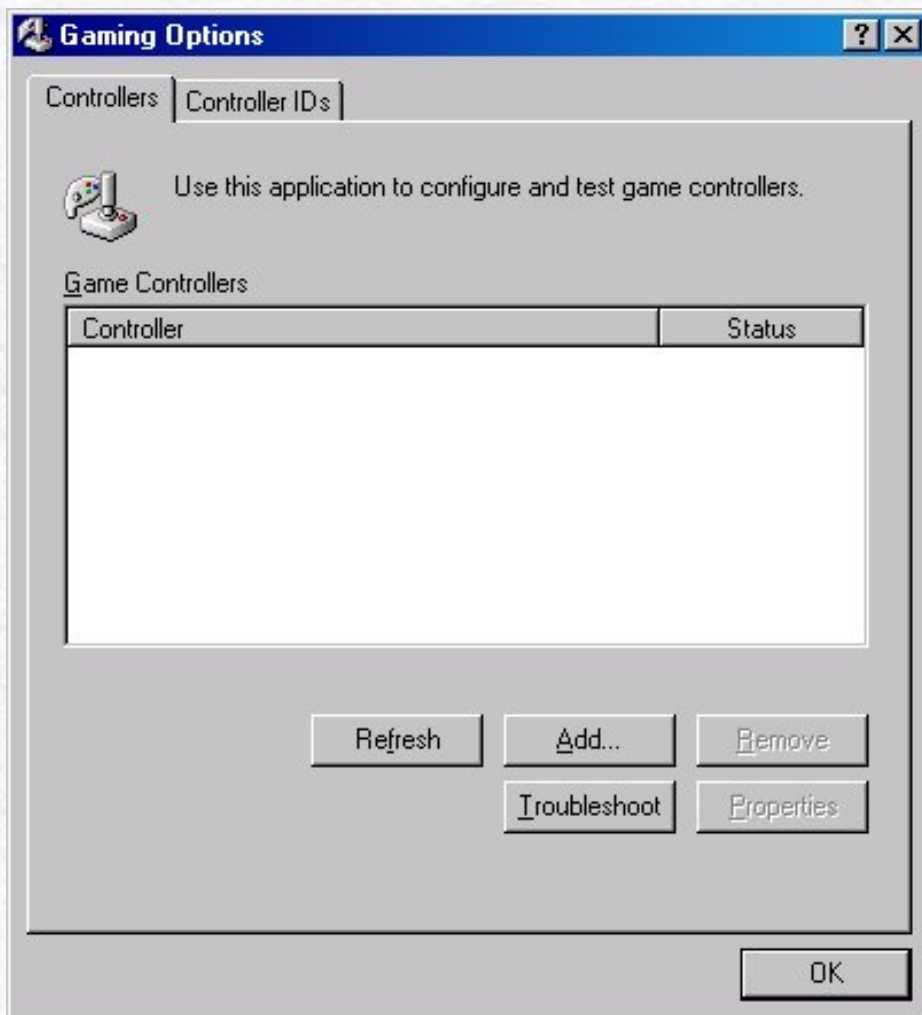 Gaming Options
Controllers Controller IDs
Use this application to configure and test game controllers.
Game Controllers
Controller Status
Refresh Add... Remove
Troubleshoot Properties
OK